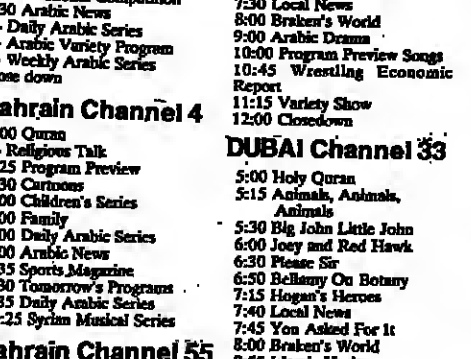 30 Arabic News
Daily Arabic Series
Arabic Variety Program
Weekly Arabic Series
ose down
ahrain Channel 4
00 Quran
Religious Talk
25 Program Preview
30 Cartoons
00 Children's Series
00 Family
00 Daily Arabic Series
00 Arabic News
35 Sports Magazine
30 Tomorrow's Programs
35 Daily Arabic Series
:25 Syrian Musical Series
ahrain Channel 55
7:30 Local News
8:00 Braken's World
9:00 Arabic Drama
10:00 Program Preview Songs
10:45 Wrestling Economic
Report
11:15 Variety Show
12:00 Closedown
DUBAI Channel 33
5:00 Holy Quran
5:15 Animals, Animals,
Animals
5:30 Big John Little John
6:00 Joey and Red Hawk
6:30 Please Sir
6:50 Bellamy On Botany
7:15 Hogan's Heroes
7:40 Local News
7:45 You Asked For It
8:00 Braken's World